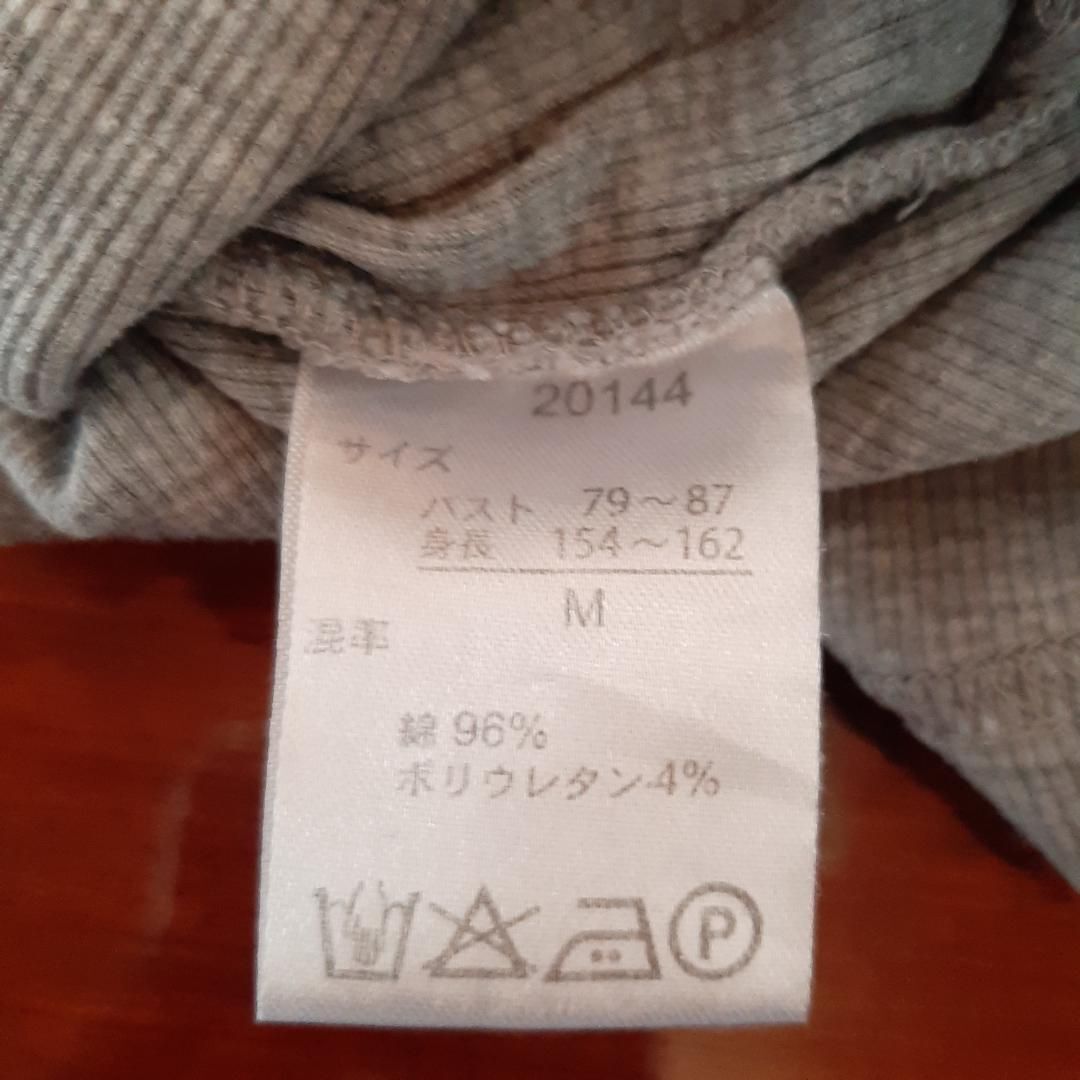 20144
サイズ
バスト 79～87
身長 154～162
M
混率
綿 96%
ポリウレタン 4%
P